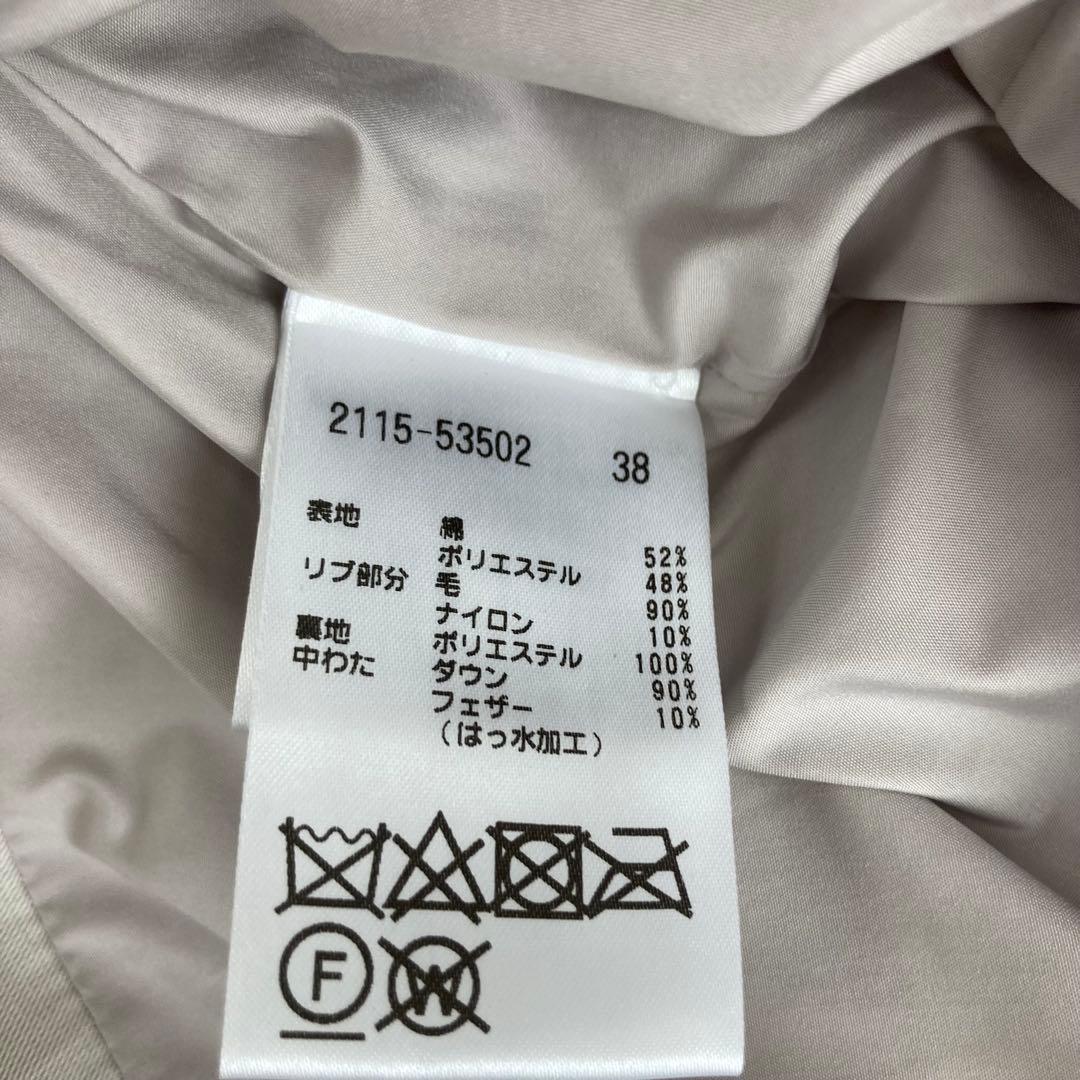 2115-53502 38
表地 綿 52%
ポリエステル 48%
リブ部分 毛 90%
ナイロン 10%
裏地 ポリエステル 100%
中わた ダウン 90%
フェザー 10%
(はっ水加工)
F W